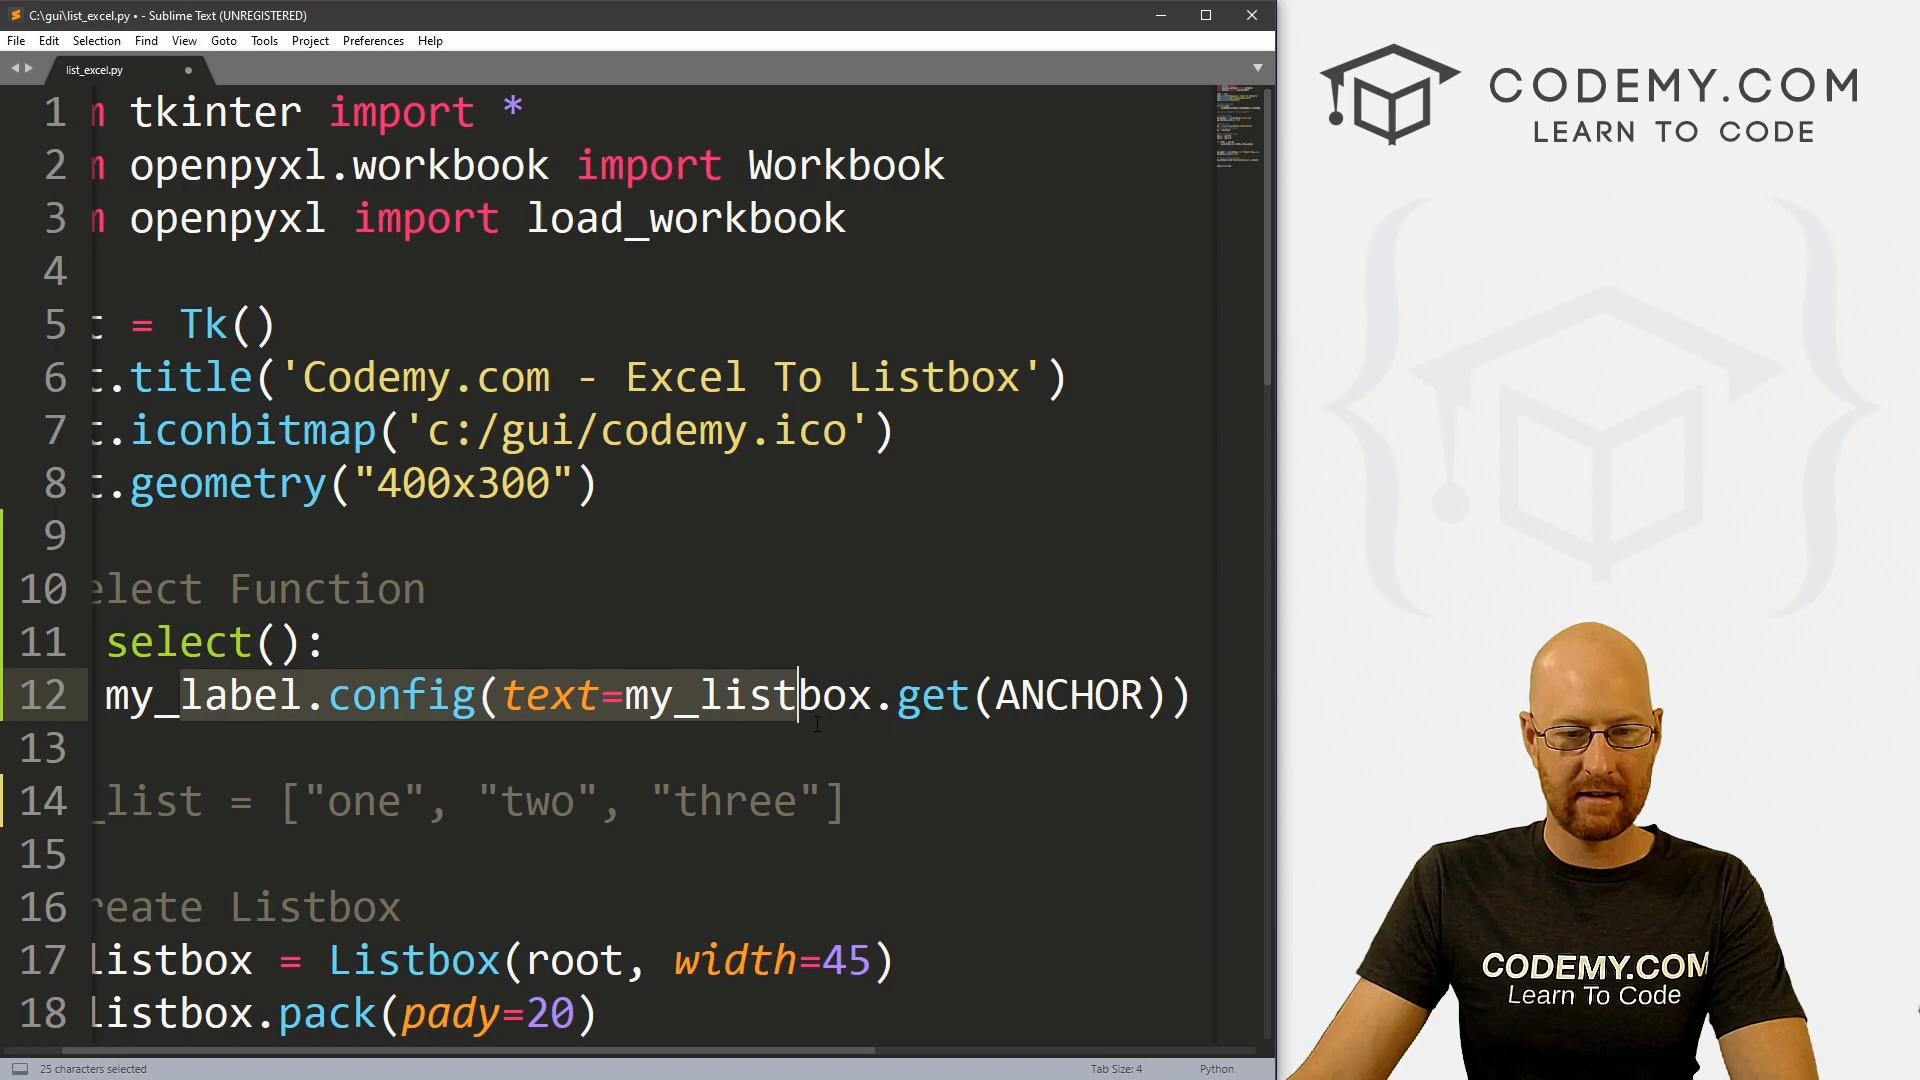 C:\gui\list_excel.py • - Sublime Text (UNREGISTERED)
File Edit Selection Find View Goto Tools Project Preferences Help
list_excel.py
1 m tkinter import *
2 m openpyxl.workbook import Workbook
3 m openpyxl import load_workbook
4
5 t = Tk()
6 t.title('Codemy.com - Excel To Listbox')
7 t.iconbitmap('c:/gui/codemy.ico')
8 t.geometry("400x300")
9
10 elect Function
11 select():
12 my_label.config(text=my_listbox.get(ANCHOR))
13
14 _list = ["one", "two", "three"]
15
16 reate Listbox
17 listbox = Listbox(root, width=45)
18 listbox.pack(pady=20)
25 characters selected
Tab Size: 4
Python
CODEMY.COM
LEARN TO CODE
CODEMY.COM
Learn To Code